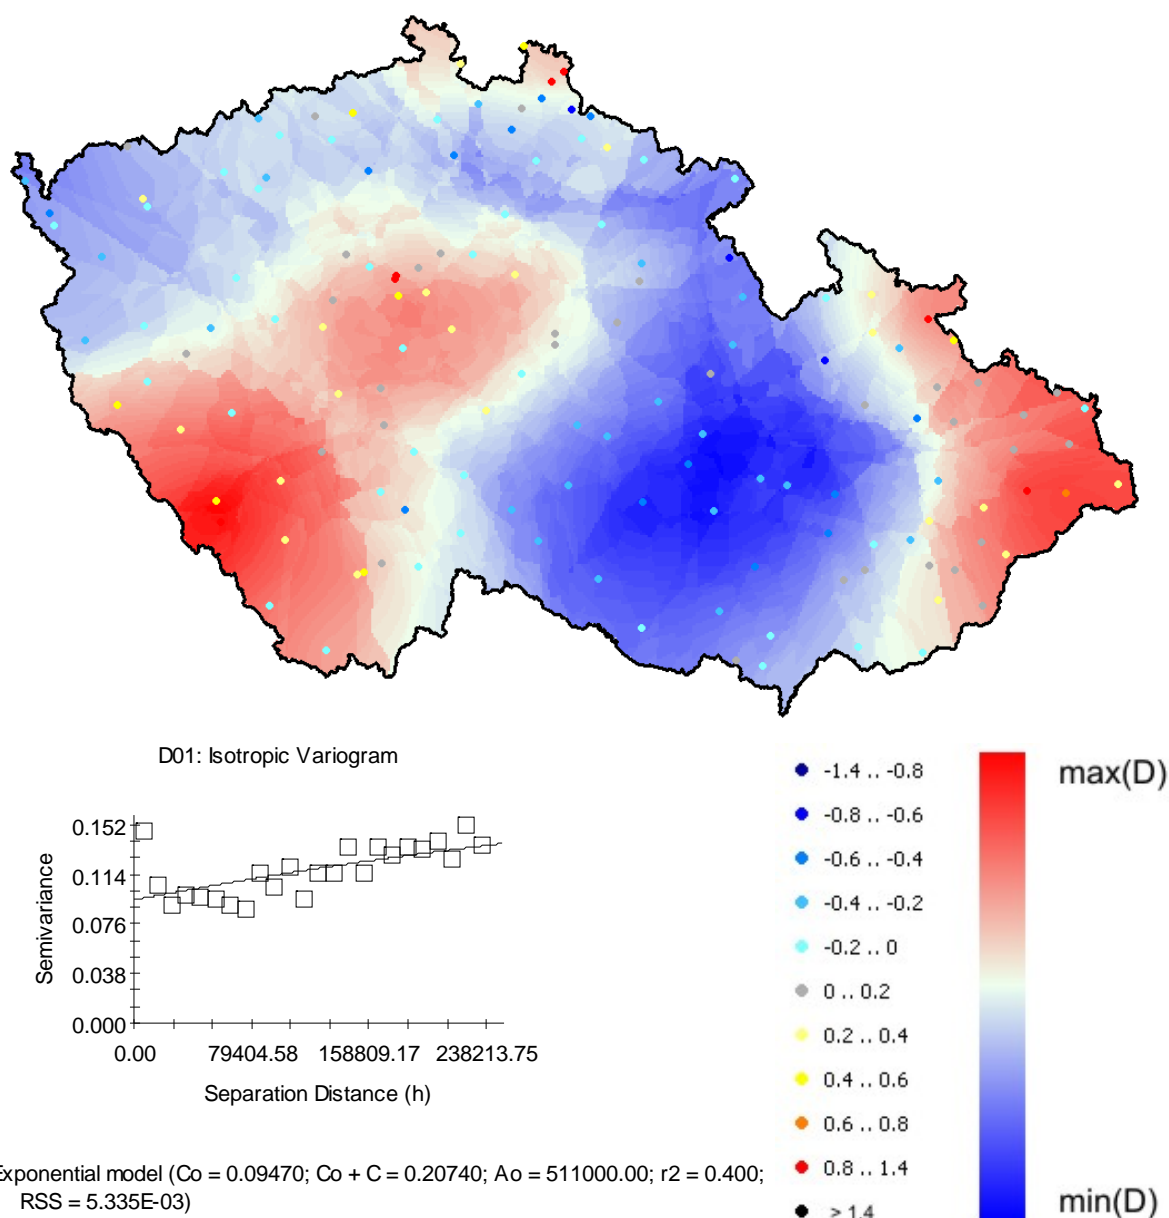 D01: Isotropic Variogram
0.152
0.114
0.076
0.038
0.000
Semivariance
0.00 79404.58 158809.17 238213.75
Separation Distance (h)
Exponential model (Co = 0.09470; Co + C = 0.20740; Ao = 511000.00; r2 = 0.400;
RSS = 5.335E-03)
-1.4 .. -0.8
-0.8 .. -0.6
-0.6 .. -0.4
-0.4 .. -0.2
-0.2 .. 0
0 .. 0.2
0.2 .. 0.4
0.4 .. 0.6
0.6 .. 0.8
0.8 .. 1.4
> 1.4
max(D)
min(D)